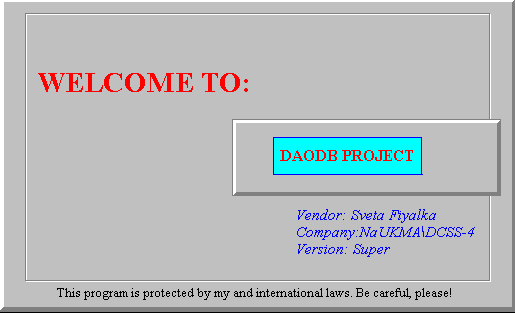 WELCOME TO:
DAODB PROJECT
Vendor: Sveta Fiyalka
Company:NaUKMA\DCSS-4
Version: Super
This program is protected by my and international laws. Be careful, please!